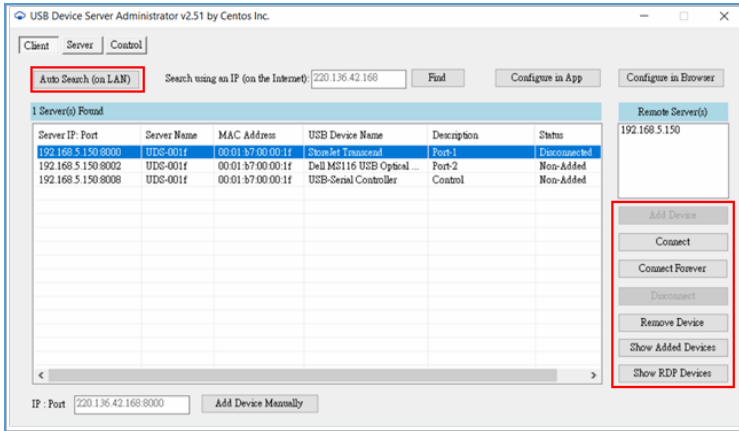 USB Device Server Administrator v2.51 by Centos Inc.
Client Server Control
Auto Search (on LAN) Search using an IP (on the Internet): 220.136.42.168 Find Configure in App Configure in Browser
1 Server(s) Found Remote Server(s)
Server IP: Port Server Name MAC Address USB Device Name Description Status
192.168.5.150:8000 UDS-001f 00:01:b7:00:00:1f StoreJet Transcend Port-1 Disconnected
192.168.5.150:8002 UDS-001f 00:01:b7:00:00:1f Dell MS116 USB Optical ... Port-2 Non-Added
192.168.5.150:8008 UDS-001f 00:01:b7:00:00:1f USB-Serial Controller Control Non-Added
192.168.5.150
Add Device
Connect
Connect Forever
Disconnect
Remove Device
Show Added Devices
Show RDP Devices
IP : Port 220.136.42.168:8000 Add Device Manually